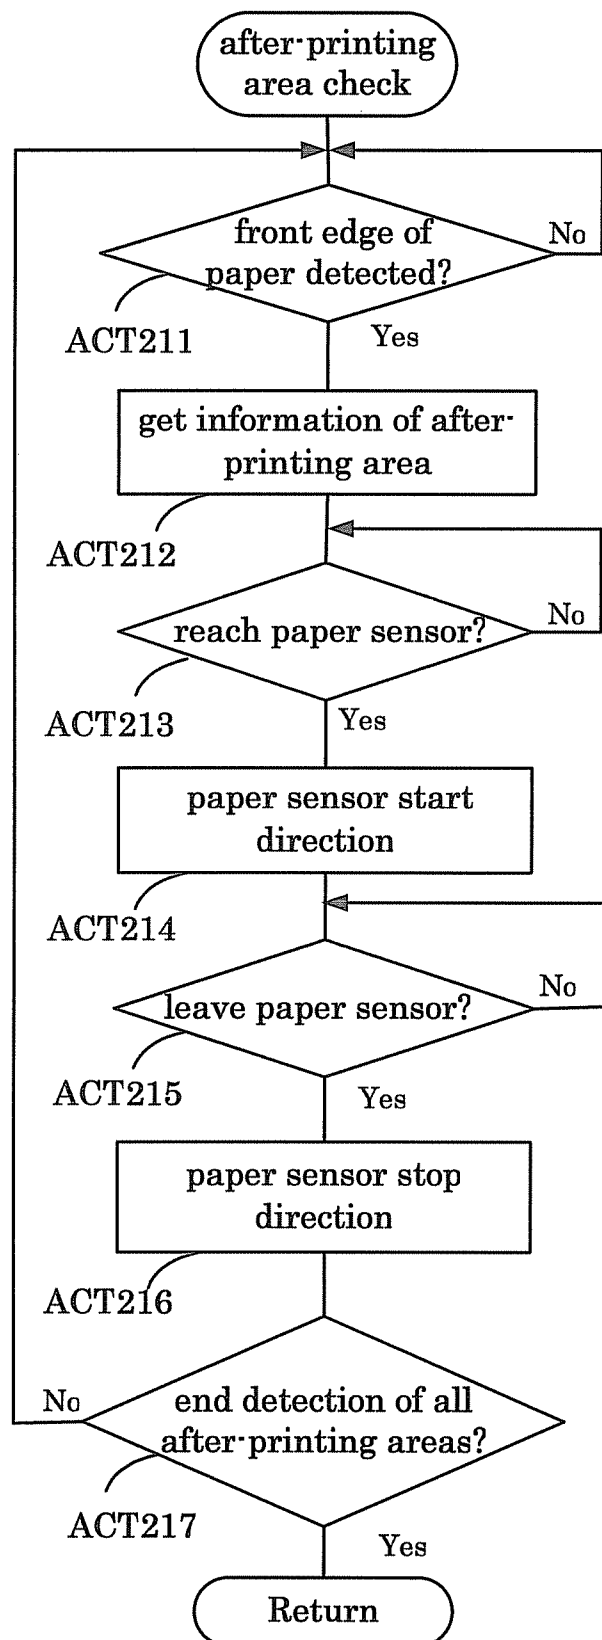 after-printing
area check
front edge of
paper detected?
No
ACT211
Yes
get information of after-
printing area
ACT212
reach paper sensor?
No
ACT213
Yes
paper sensor start
direction
ACT214
leave paper sensor?
No
ACT215
Yes
paper sensor stop
direction
ACT216
No
end detection of all
after-printing areas?
ACT217
Yes
Return